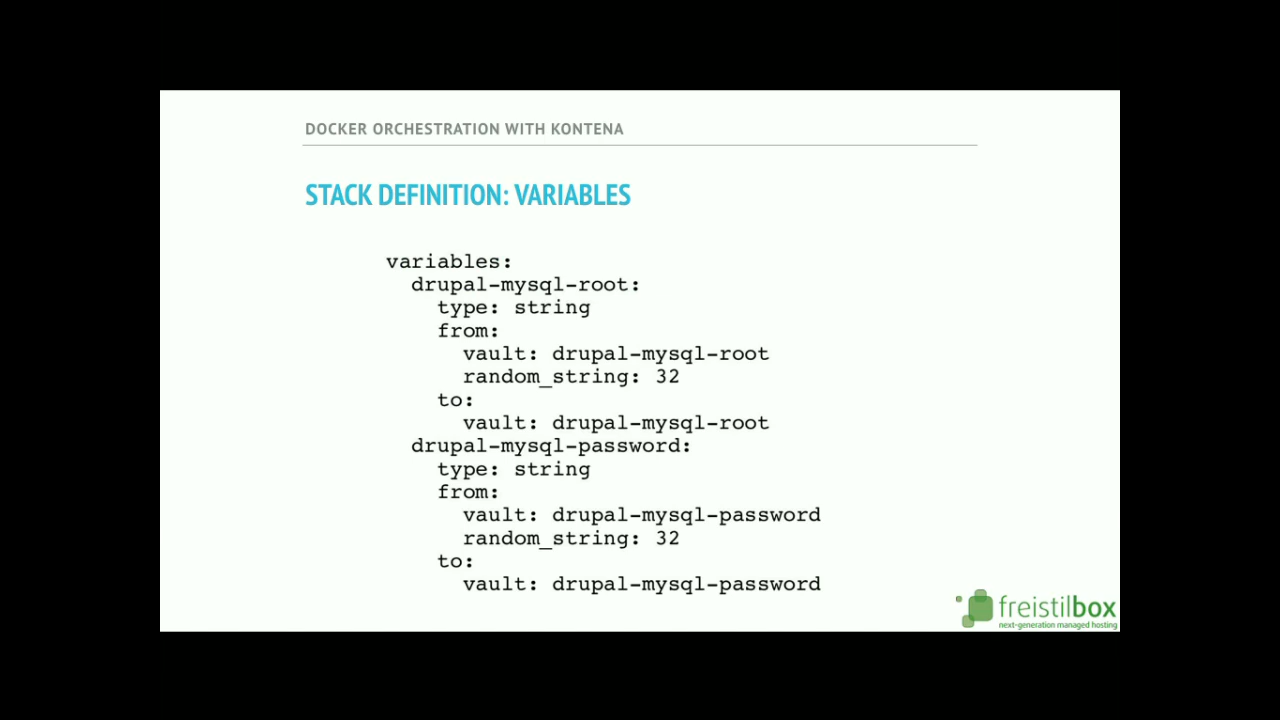 DOCKER ORCHESTRATION WITH KONTENA
STACK DEFINITION: VARIABLES
variables:
  drupal-mysql-root:
    type: string
    from:
      vault: drupal-mysql-root
      random_string: 32
    to:
      vault: drupal-mysql-root
  drupal-mysql-password:
    type: string
    from:
      vault: drupal-mysql-password
      random_string: 32
    to:
      vault: drupal-mysql-password
freistilbox
next-generation managed hosting